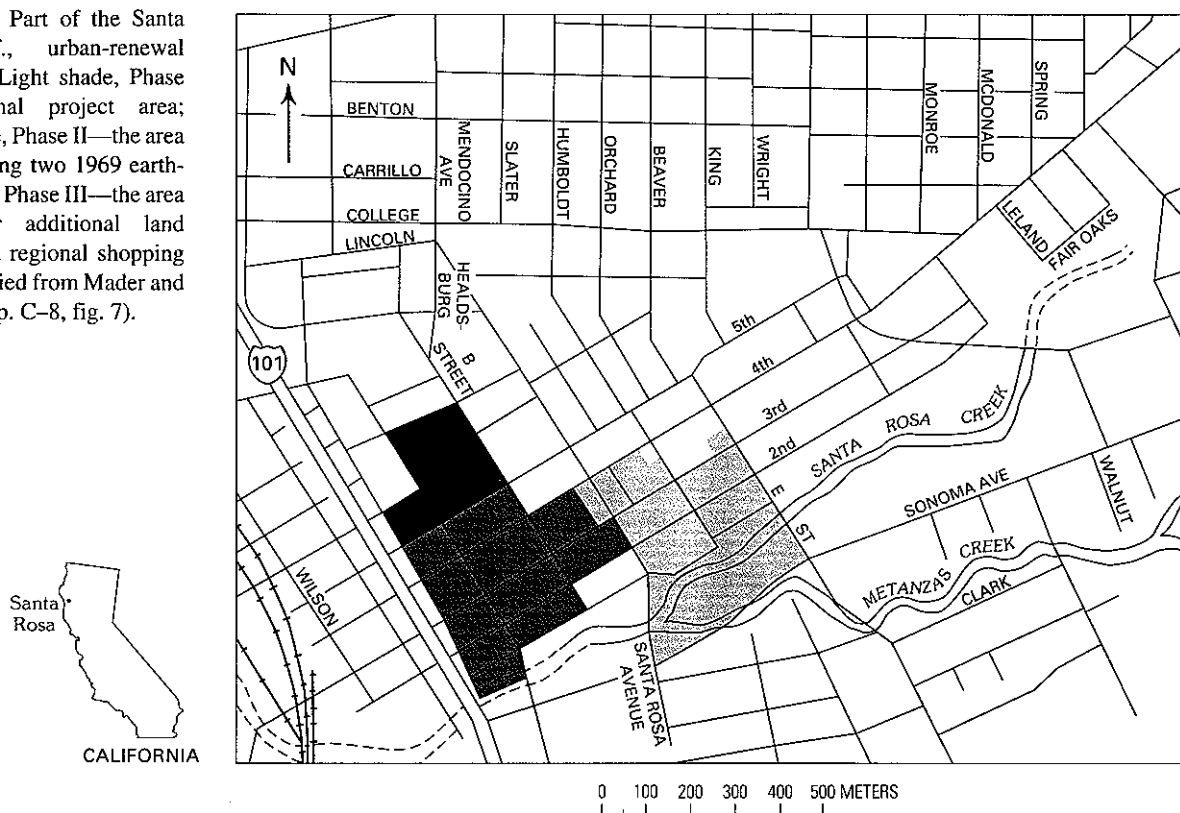 Part of the Santa
urban-renewal
Light shade, Phase
project area;
Phase II—the area
two 1969 earth-
Phase III—the area
additional land
regional shopping
from Mader and
p. C–8, fig. 7).
N
BENTON
CARRILLO
COLLEGE
LINCOLN
MENDOCINO
AVE
SLATER
HUMBOLDT
ORCHARD
BEAVER
KING
WRIGHT
MONROE
MCDONALD
SPRING
LELAND
FAIR OAKS
HEALDS-
BURG
B
STREET
101
5th
4th
3rd
2nd
E
ST
SANTA ROSA CREEK
SONOMA AVE
WALNUT
METANZAS CREEK
CLARK
WILSON
SANTA ROSA
AVENUE
Santa
Rosa
CALIFORNIA
0 100 200 300 400 500 METERS